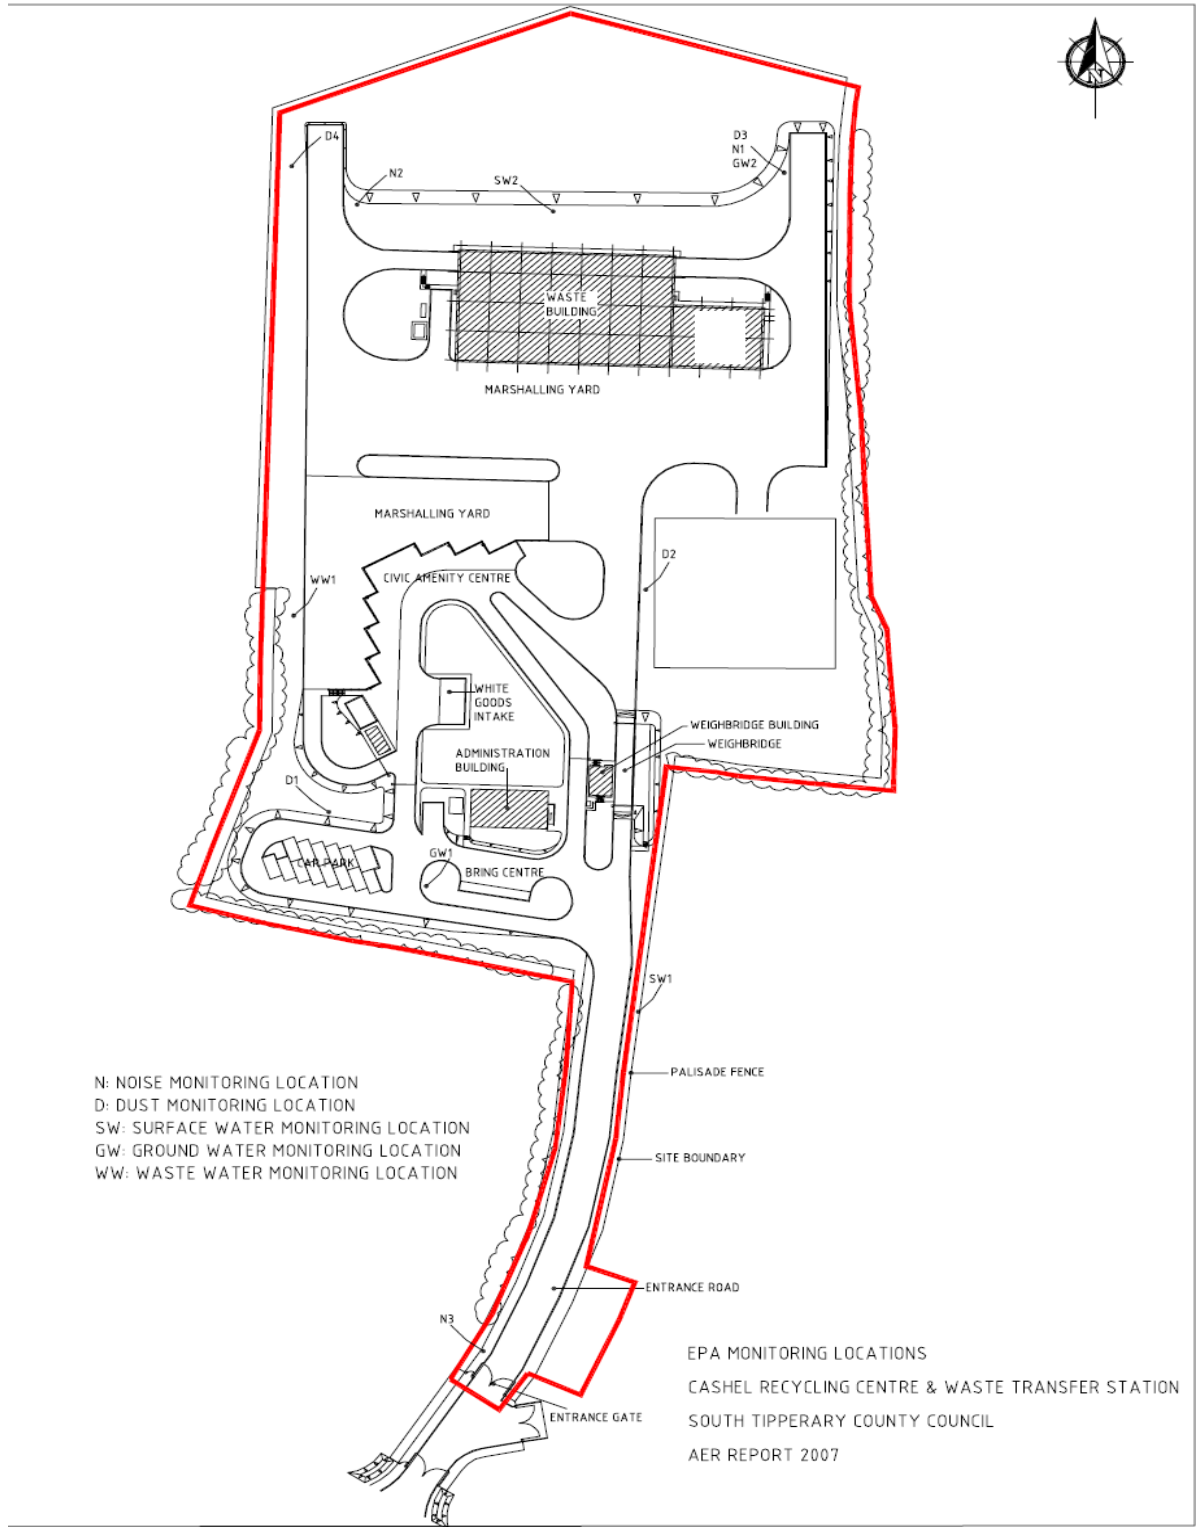 N
D4
D3
N1
GW2
N2
SW2
WASTE
BUILDING
MARSHALLING YARD
MARSHALLING YARD
D2
WW1
CIVIC AMENITY CENTRE
WHITE
GOODS
INTAKE
WEIGHBRIDGE BUILDING
WEIGHBRIDGE
ADMINISTRATION
BUILDING
D1
GW1
CAR PARK
BRING CENTRE
SW1
PALISADE FENCE
N: NOISE MONITORING LOCATION
D: DUST MONITORING LOCATION
SW: SURFACE WATER MONITORING LOCATION
GW: GROUND WATER MONITORING LOCATION
WW: WASTE WATER MONITORING LOCATION
SITE BOUNDARY
ENTRANCE ROAD
N3
ENTRANCE GATE
EPA MONITORING LOCATIONS
CASHEL RECYCLING CENTRE & WASTE TRANSFER STATION
SOUTH TIPPERARY COUNTY COUNCIL
AER REPORT 2007